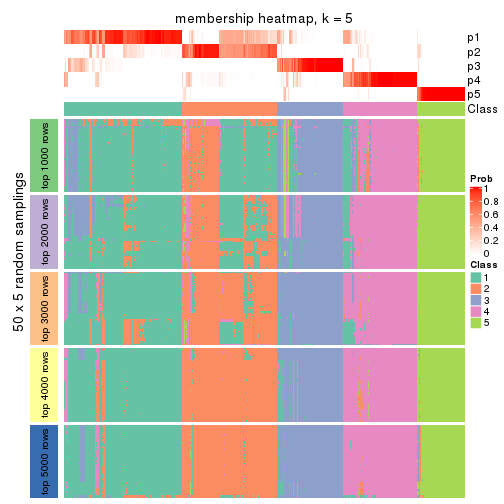 membership heatmap, k = 5
p1
p2
p3
p4
p5
Class
50 x 5 random samplings
top 1000 rows
top 2000 rows
top 3000 rows
top 4000 rows
top 5000 rows
Prob
1
0.8
0.6
0.4
0.2
0
Class
1
2
3
4
5